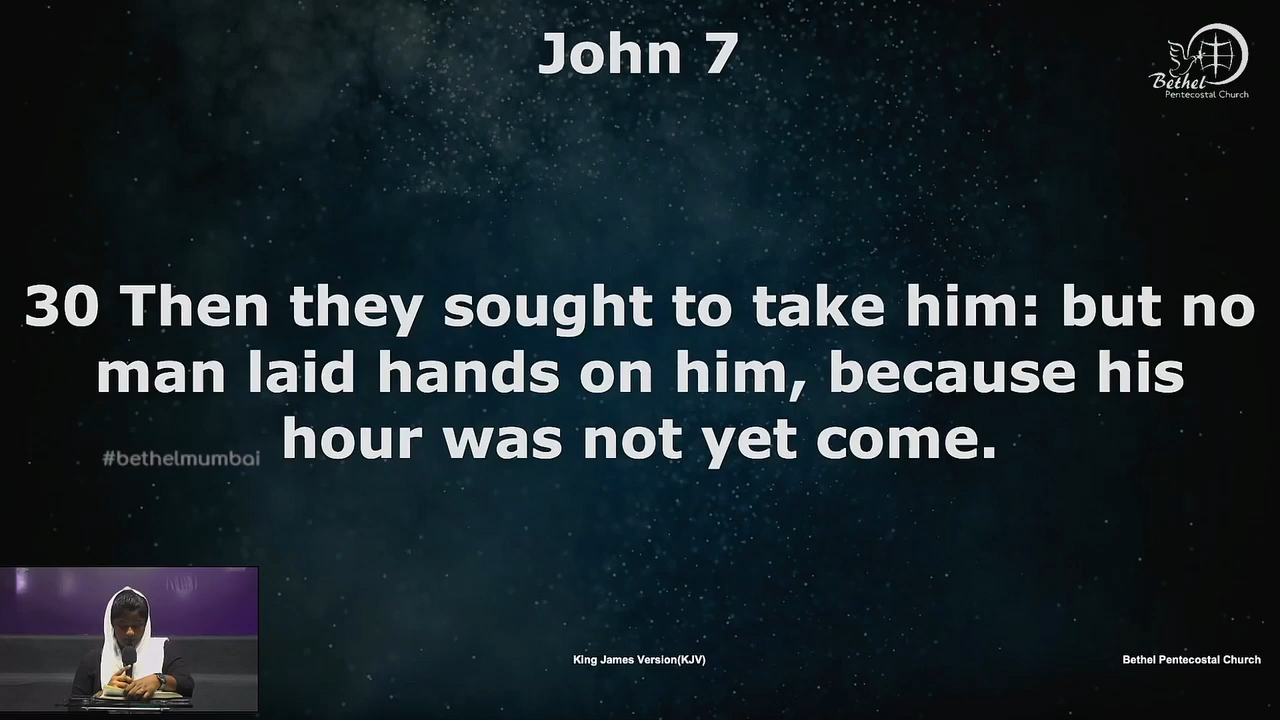 John 7
Bethel
Pentecostal Church
30 Then they sought to take him: but no
man laid hands on him, because his
hour was not yet come.
#bethelmumbai
King James Version(KJV)
Bethel Pentecostal Church